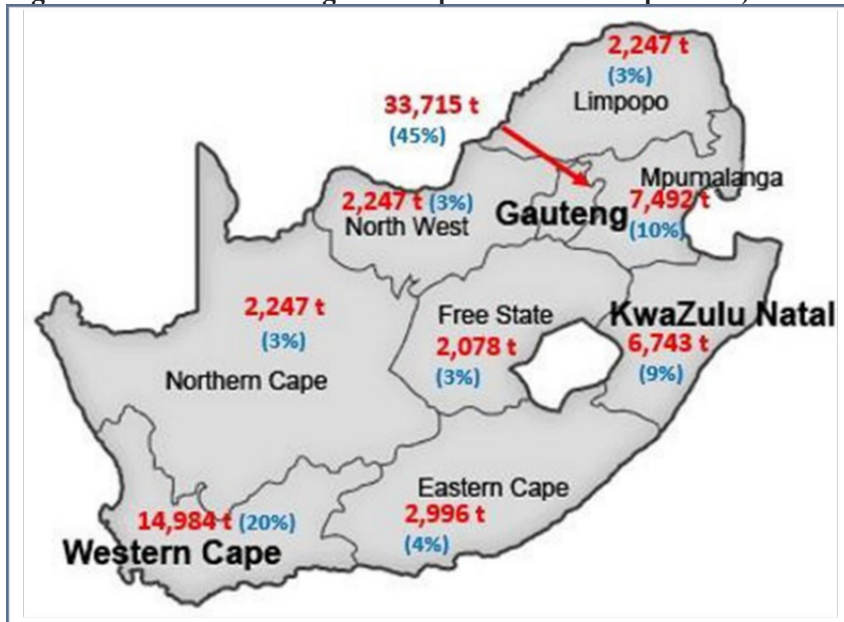 2,247 t
(3%)
Limpopo
33,715 t
(45%)
Mpumalanga
7,492 t
(10%)
2,247 t (3%)
North West
Gauteng
2,247 t
(3%)
Northern Cape
Free State
2,078 t
(3%)
KwaZulu Natal
6,743 t
(9%)
Eastern Cape
2,996 t
(4%)
14,984 t (20%)
Western Cape